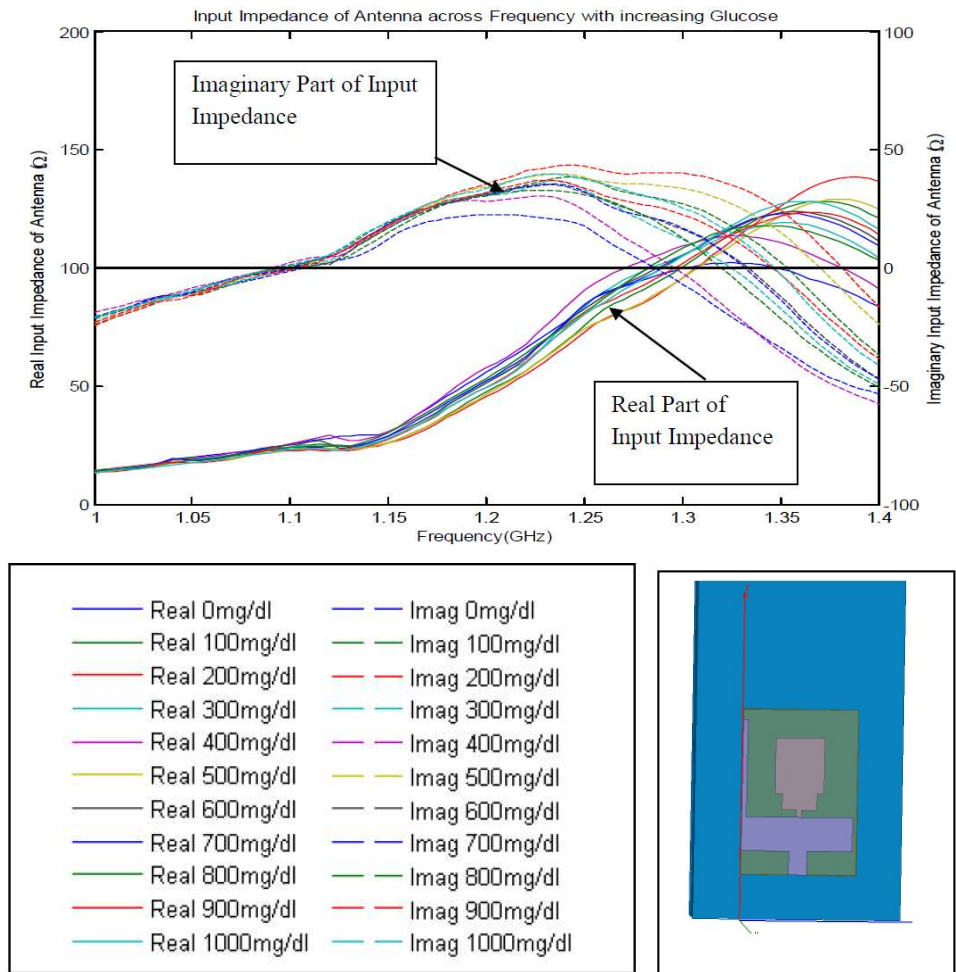 Input Impedance of Antenna across Frequency with increasing Glucose
200
150
100
50
0
Real Input Impedance of Antenna (Ω)
Imaginary Part of Input
Impedance
Real Part of
Input Impedance
100
50
0
-50
-100
Imaginary Input Impedance of Antenna (Ω)
1 1.05 1.1 1.15 1.2 1.25 1.3 1.35 1.4
Frequency(GHz)
Real 0mg/dl Imag 0mg/dl
Real 100mg/dl Imag 100mg/dl
Real 200mg/dl Imag 200mg/dl
Real 300mg/dl Imag 300mg/dl
Real 400mg/dl Imag 400mg/dl
Real 500mg/dl Imag 500mg/dl
Real 600mg/dl Imag 600mg/dl
Real 700mg/dl Imag 700mg/dl
Real 800mg/dl Imag 800mg/dl
Real 900mg/dl Imag 900mg/dl
Real 1000mg/dl Imag 1000mg/dl